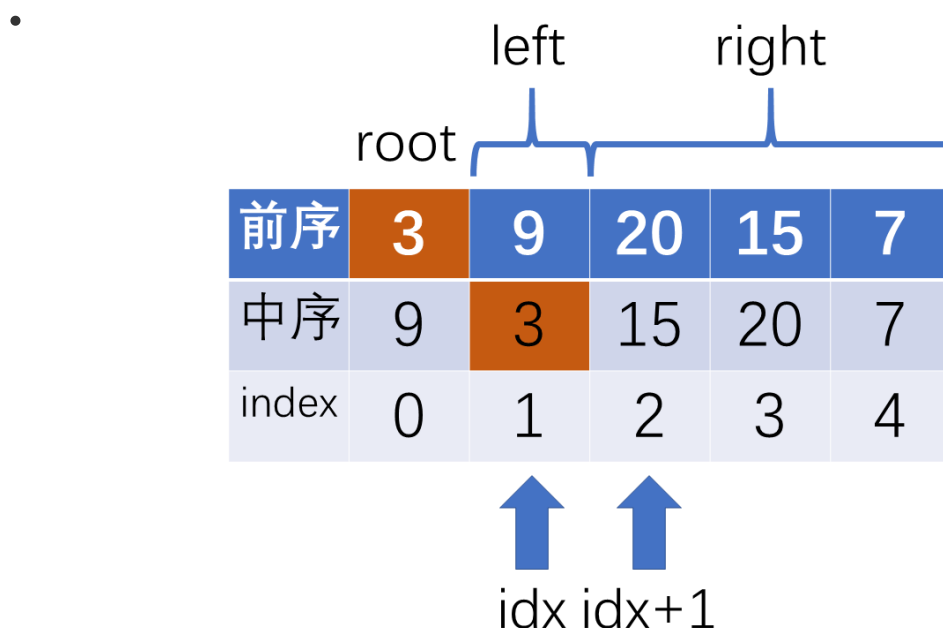 left right
root
前序 3 9 20 15 7
中序 9 3 15 20 7
index 0 1 2 3 4
idx idx+1